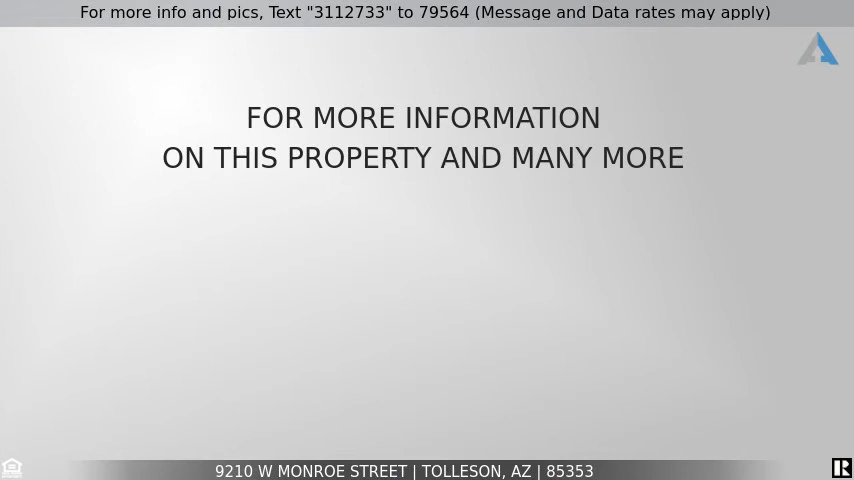 For more info and pics, Text "3112733" to 79564 (Message and Data rates may apply)
FOR MORE INFORMATION
ON THIS PROPERTY AND MANY MORE
9210 W MONROE STREET | TOLLESON, AZ | 85353